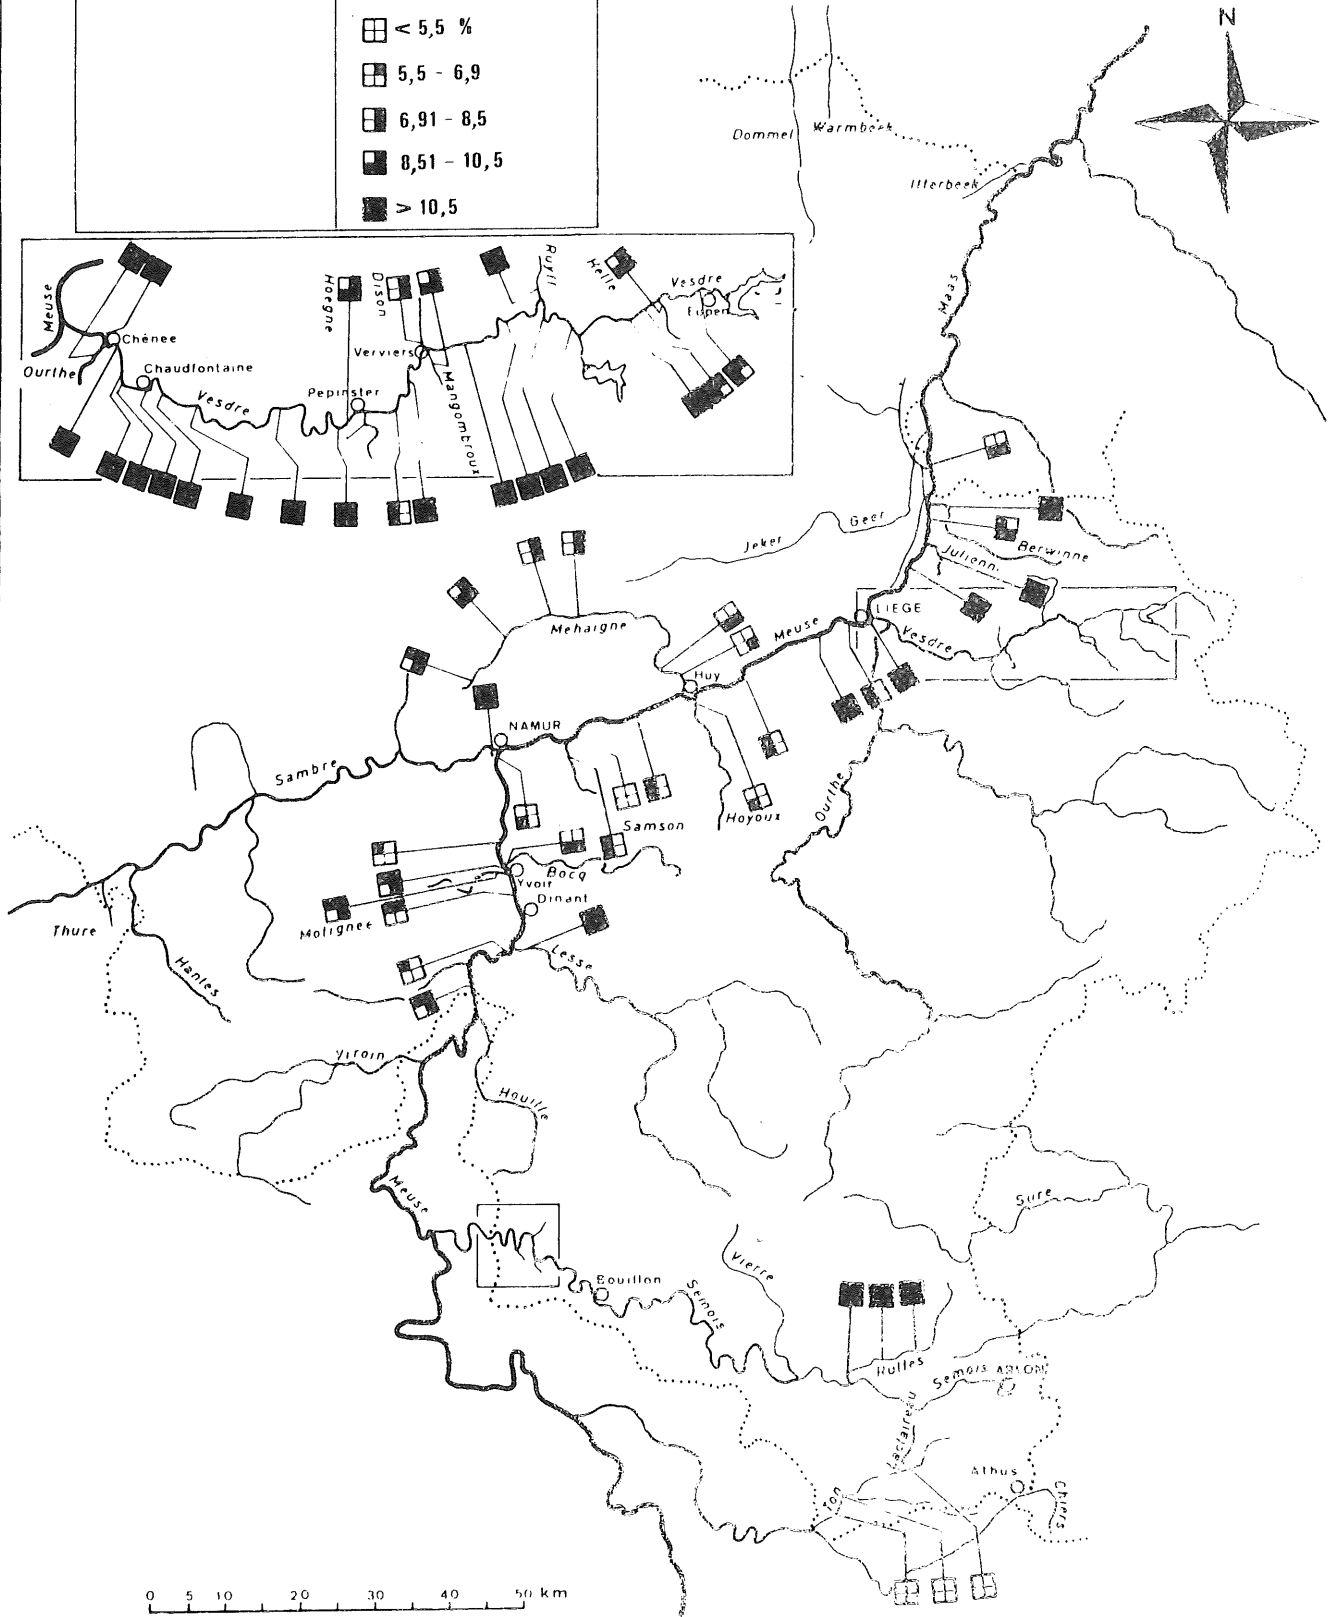 < 5,5 %
5,5 - 6,9
6,91 - 8,5
8,51 - 10,5
> 10,5
N
Dommel
Warmbeek
Itterbeek
Maas
Meuse
Ourthe
Chênee
Chaudfontaine
Vesdre
Hoegne
Pepinster
Dison
Verviers
Mangombroux
Ruyff
Helle
Vesdre
Eupen
Jeker
Geer
Berwinne
Julienn.
LIEGE
Vesdre
Mehaigne
Meuse
Huy
NAMUR
Sambre
Samson
Hoyoux
Ourthe
Bocq
Yvoir
Dinant
Molignee
Thure
Hantes
Lesse
Viroin
Houille
Meuse
Sure
Vierre
Bouillon
Semois
Rulles
Semois
ARLON
Laclaireau
Athus
Ton
Chiers
0 5 10 20 30 40 50 km